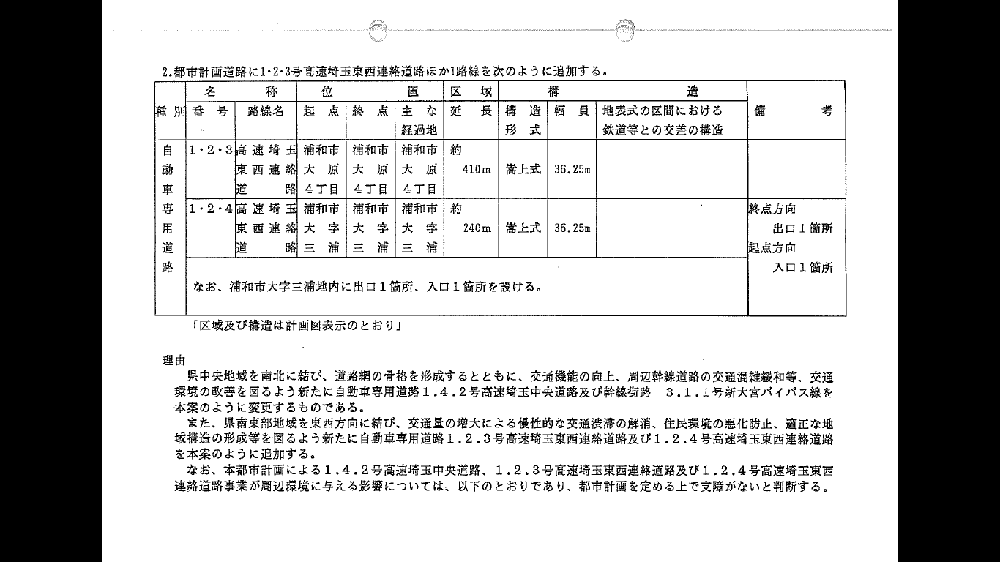 2.都市計画道路に1・2・3号高速埼玉東西連絡道路ほか1路線を次のように追加する。
種別 名称 位置 区域 構造 備考
番号 路線名 起点 終点 主な 延長 構造 幅員 地表式の区間における
経過地 形式 鉄道等との交差の構造
自 1・2・3 高速埼玉 浦和市 浦和市 浦和市 約
動 東西連絡 大原 大原 大原 410m 嵩上式 36.25m
車 道路 4丁目 4丁目 4丁目
専 1・2・4 高速埼玉 浦和市 浦和市 浦和市 約 終点方向
用 東西連絡 大字 大字 大字 240m 嵩上式 36.25m 出口1箇所
道 道路 三浦 三浦 三浦 起点方向
路 入口1箇所
なお、浦和市大字三浦地内に出口1箇所、入口1箇所を設ける。
「区域及び構造は計画図表示のとおり」
理由
県中央地域を南北に結び、道路網の骨格を形成するとともに、交通機能の向上、周辺幹線道路の交通混雑緩和等、交通
環境の改善を図るよう新たに自動車専用道路1.4.2号高速埼玉中央道路及び幹線街路 3.1.1号新大宮バイパス線を
本案のように変更するものである。
また、県南東部地域を東西方向に結び、交通量の増大による慢性的な交通渋滞の解消、住民環境の悪化防止、適正な地
域構造の形成等を図るよう新たに自動車専用道路1.2.3号高速埼玉東西連絡道路及び1.2.4号高速埼玉東西連絡道路
を本案のように追加する。
なお、本都市計画による1.4.2号高速埼玉中央道路、1.2.3号高速埼玉東西連絡道路及び1.2.4号高速埼玉東西
連絡道路事業が周辺環境に与える影響については、以下のとおりであり、都市計画を定める上で支障がないと判断する。